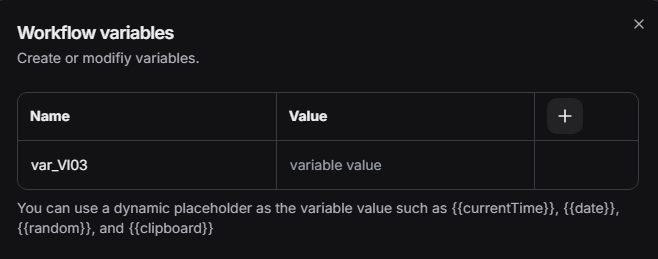 Workflow variables
Create or modifiy variables.
Name Value
var_VI03 variable value
You can use a dynamic placeholder as the variable value such as {{currentTime}}, {{date}},
{{random}}, and {{clipboard}}